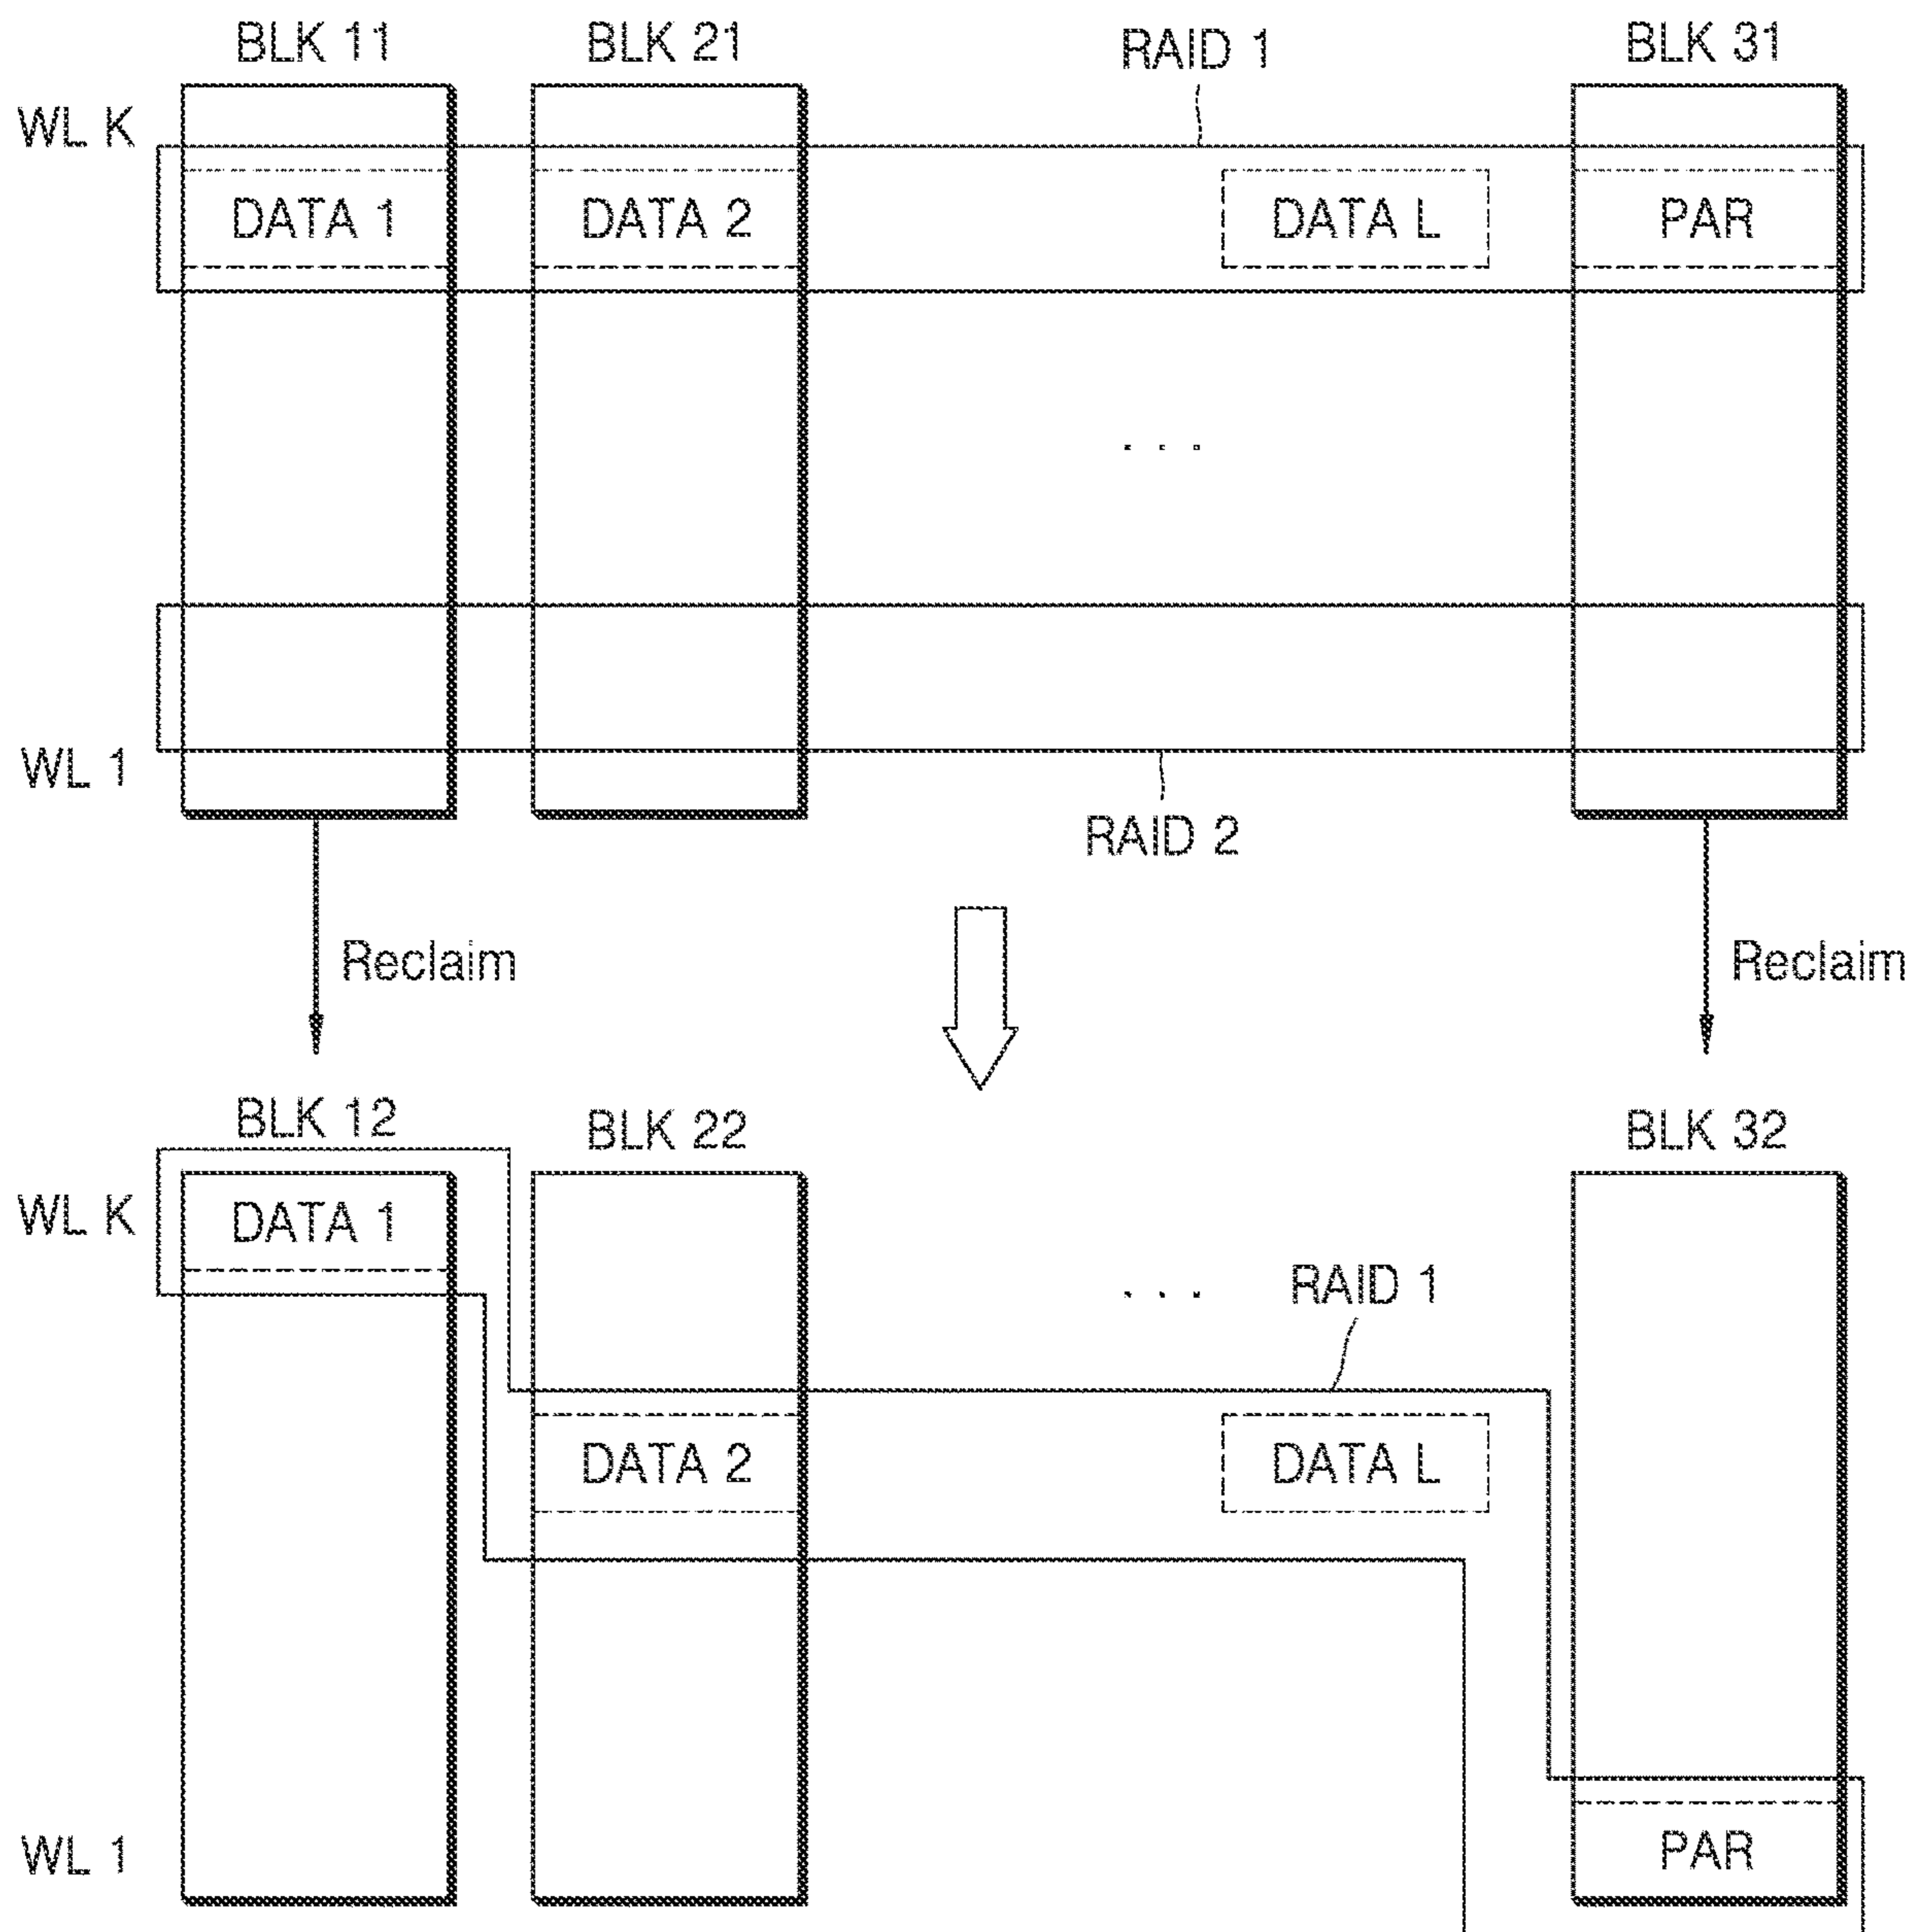 BLK 11 BLK 21 RAID 1 BLK 31
WL K
DATA 1 DATA 2 DATA L PAR
. . .
WL 1
RAID 2
Reclaim Reclaim
BLK 12 BLK 22 BLK 32
WL K DATA 1
. . . RAID 1
DATA 2 DATA L
WL 1 PAR